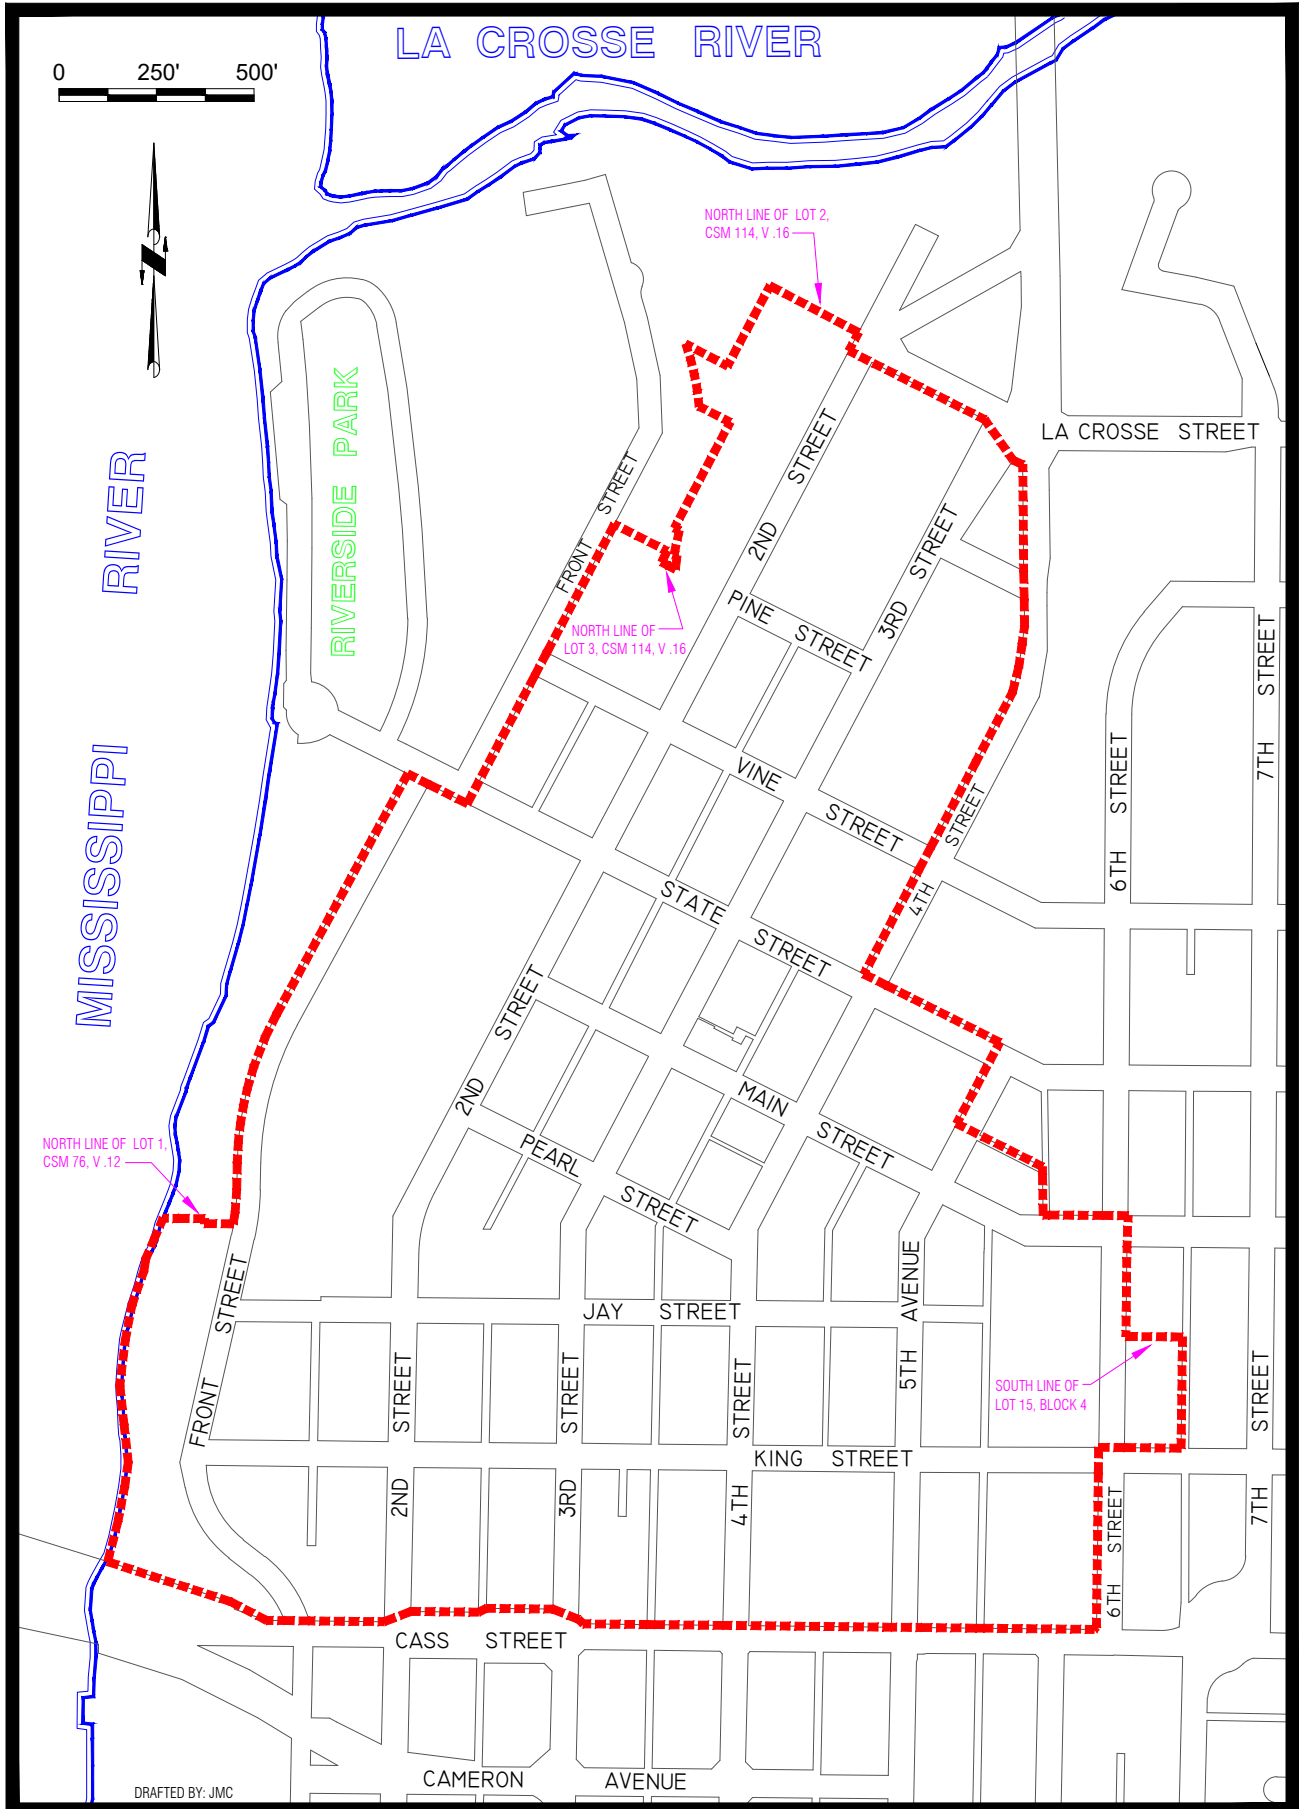 LA CROSSE RIVER
0 250' 500'
NORTH LINE OF LOT 2,
CSM 114, V .16
RIVERSIDE PARK
LA CROSSE STREET
MISSISSIPPI RIVER
FRONT STREET
2ND STREET
3RD STREET
PINE STREET
NORTH LINE OF
LOT 3, CSM 114, V .16
7TH STREET
6TH STREET
VINE STREET
4TH STREET
STATE STREET
2ND STREET
MAIN STREET
PEARL STREET
NORTH LINE OF LOT 1,
CSM 76, V .12
FRONT STREET
JAY STREET
5TH AVENUE
2ND STREET
3RD STREET
4TH STREET
SOUTH LINE OF
LOT 15, BLOCK 4
7TH STREET
KING STREET
6TH STREET
CASS STREET
CAMERON AVENUE
DRAFTED BY: JMC